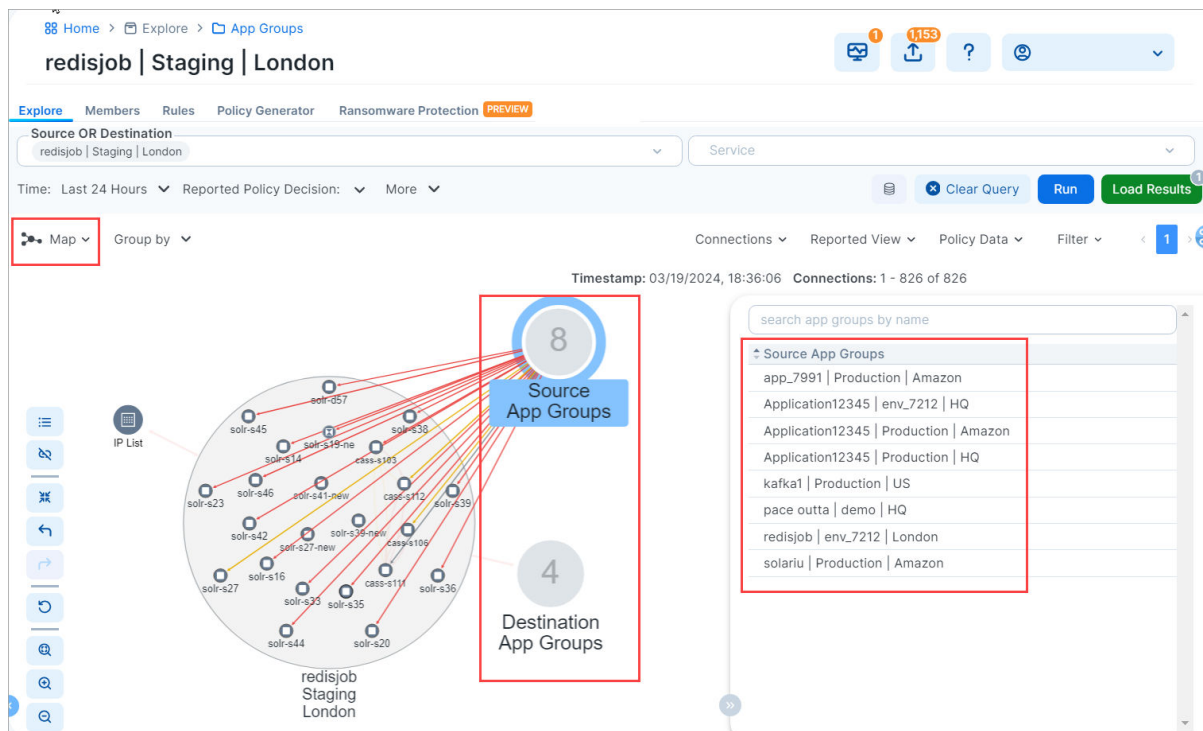 Home > Explore > App Groups
redisjob | Staging | London
1
1,153
?
Explore Members Rules Policy Generator Ransomware Protection PREVIEW
Source OR Destination
redisjob | Staging | London
Service
Time: Last 24 Hours Reported Policy Decision: More
Clear Query Run Load Results 1
Map Group by Connections Reported View Policy Data Filter < 1 >
Timestamp: 03/19/2024, 18:36:06 Connections: 1 - 826 of 826
8
Source
App Groups
4
Destination
App Groups
IP List
solr-d57
solr-s45
solr-s38
solr-s19-ne
solr-s14
cass-s103
solr-s46
solr-s41-new
cass-s112
solr-s23
solr-s39
solr-s42
solr-s39-new
solr-s27-new
cass-s106
solr-s16
cass-s111
solr-s27
solr-s36
solr-s33
solr-s35
solr-s44
solr-s20
redisjob
Staging
London
search app groups by name
Source App Groups
app_7991 | Production | Amazon
Application12345 | env_7212 | HQ
Application12345 | Production | Amazon
Application12345 | Production | HQ
kafka1 | Production | US
pace outta | demo | HQ
redisjob | env_7212 | London
solariu | Production | Amazon